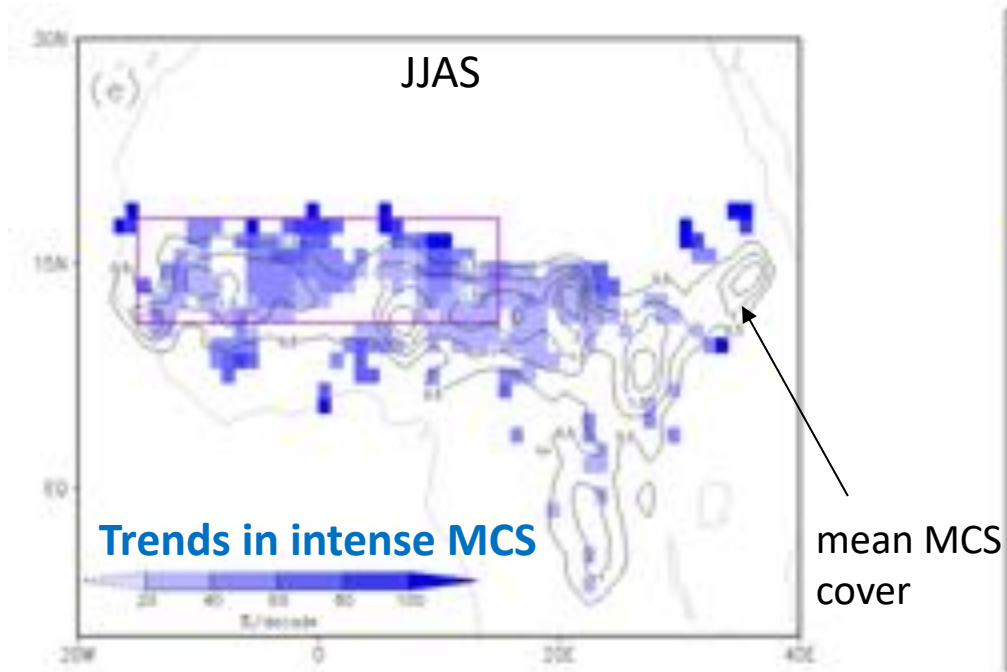 30N
JJAS
(e)
15N
EQ
Trends in intense MCS
mean MCS
cover
20 40 60 80 100
%/decade
20W 0 20E 40E